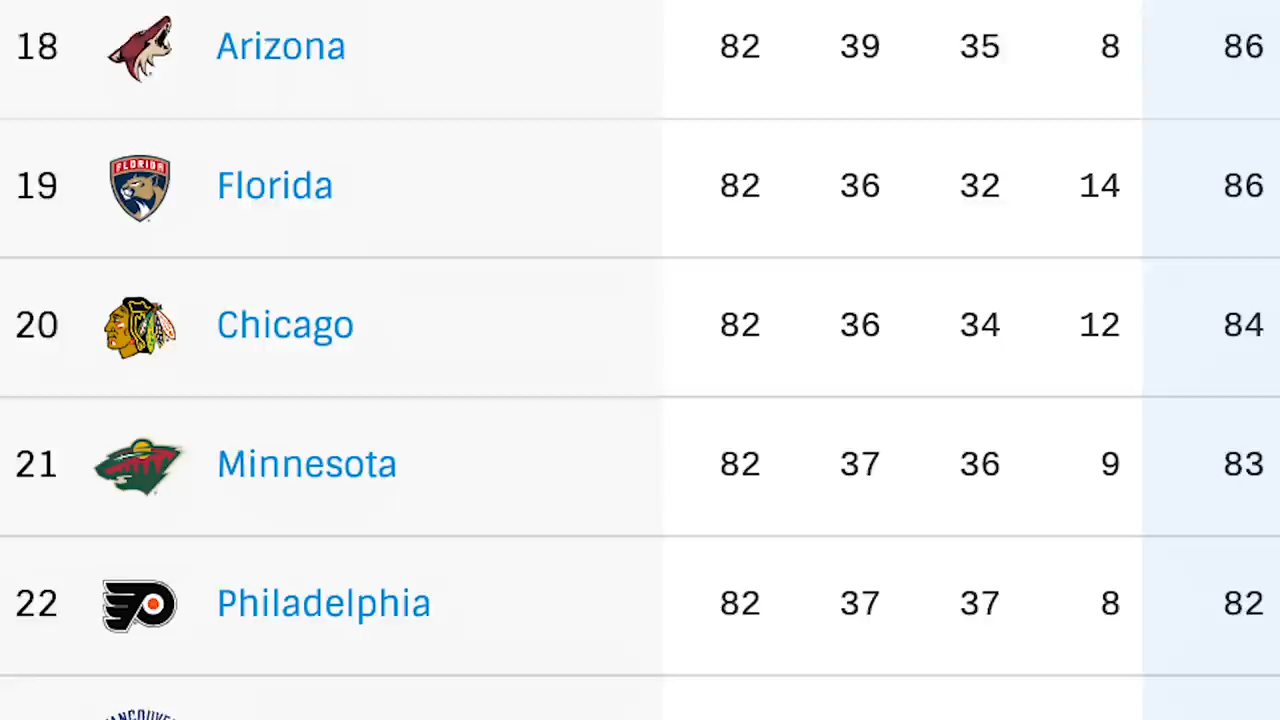 18 Arizona 82 39 35 8 86
FLORIDA
19 Florida 82 36 32 14 86
20 Chicago 82 36 34 12 84
21 Minnesota 82 37 36 9 83
22 Philadelphia 82 37 37 8 82
VANCOUVER